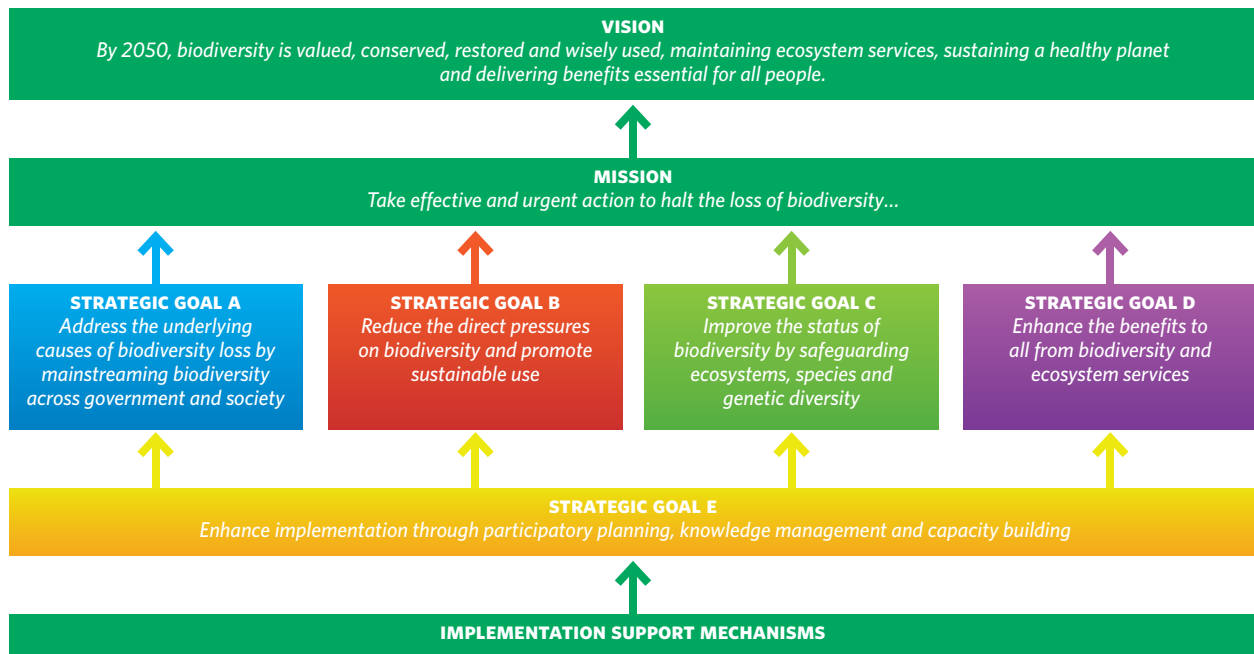 VISION
By 2050, biodiversity is valued, conserved, restored and wisely used, maintaining ecosystem services, sustaining a healthy planet
and delivering benefits essential for all people.
MISSION
Take effective and urgent action to halt the loss of biodiversity...
STRATEGIC GOAL A
Address the underlying
causes of biodiversity loss by
mainstreaming biodiversity
across government and society
STRATEGIC GOAL B
Reduce the direct pressures
on biodiversity and promote
sustainable use
STRATEGIC GOAL C
Improve the status of
biodiversity by safeguarding
ecosystems, species and
genetic diversity
STRATEGIC GOAL D
Enhance the benefits to
all from biodiversity and
ecosystem services
STRATEGIC GOAL E
Enhance implementation through participatory planning, knowledge management and capacity building
IMPLEMENTATION SUPPORT MECHANISMS